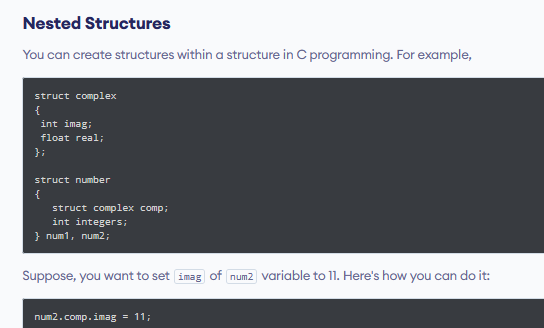 Nested Structures
You can create structures within a structure in C programming. For example,
struct complex
{
 int imag;
 float real;
};
struct number
{
   struct complex comp;
   int integers;
} num1, num2;
Suppose, you want to set imag of num2 variable to 11. Here's how you can do it:
num2.comp.imag = 11;